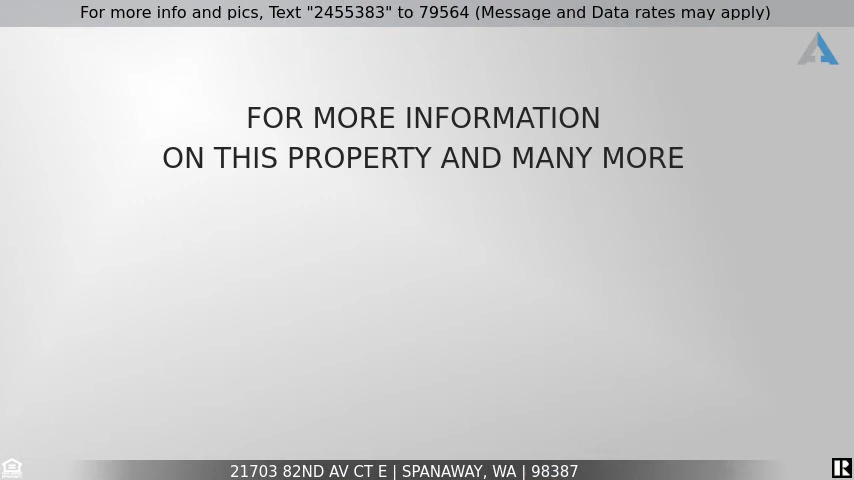 For more info and pics, Text "2455383" to 79564 (Message and Data rates may apply)
FOR MORE INFORMATION
ON THIS PROPERTY AND MANY MORE
21703 82ND AV CT E | SPANAWAY, WA | 98387